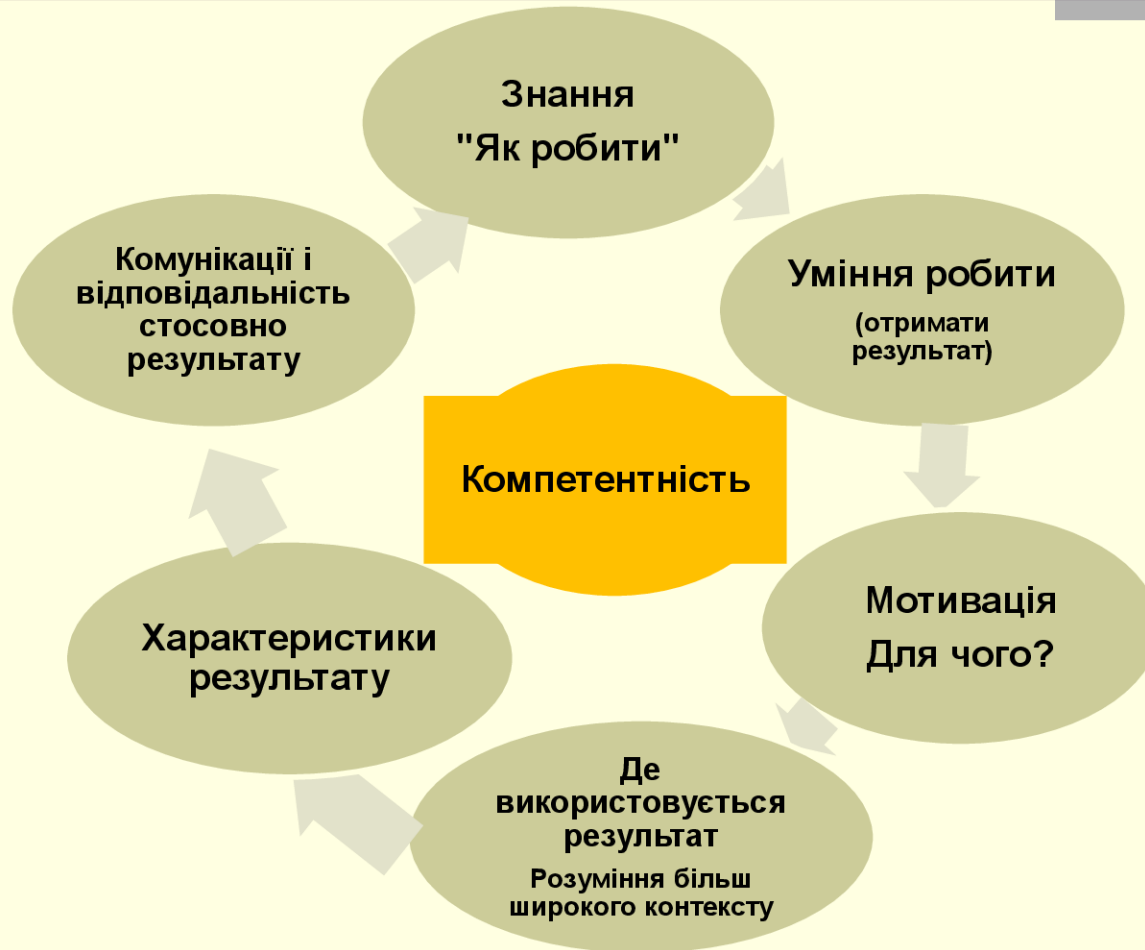 Знання
"Як робити"
Уміння робити
(отримати
результат)
Мотивація
Для чого?
Де
використовується
результат
Розуміння більш
широкого контексту
Характеристики
результату
Комунікації і
відповідальність
стосовно
результату
Компетентність